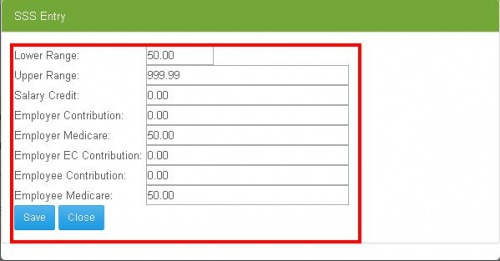 SSS Entry
Lower Range: 50.00
Upper Range: 999.99
Salary Credit: 0.00
Employer Contribution: 0.00
Employer Medicare: 50.00
Employer EC Contribution: 0.00
Employee Contribution: 0.00
Employee Medicare: 50.00
Save Close